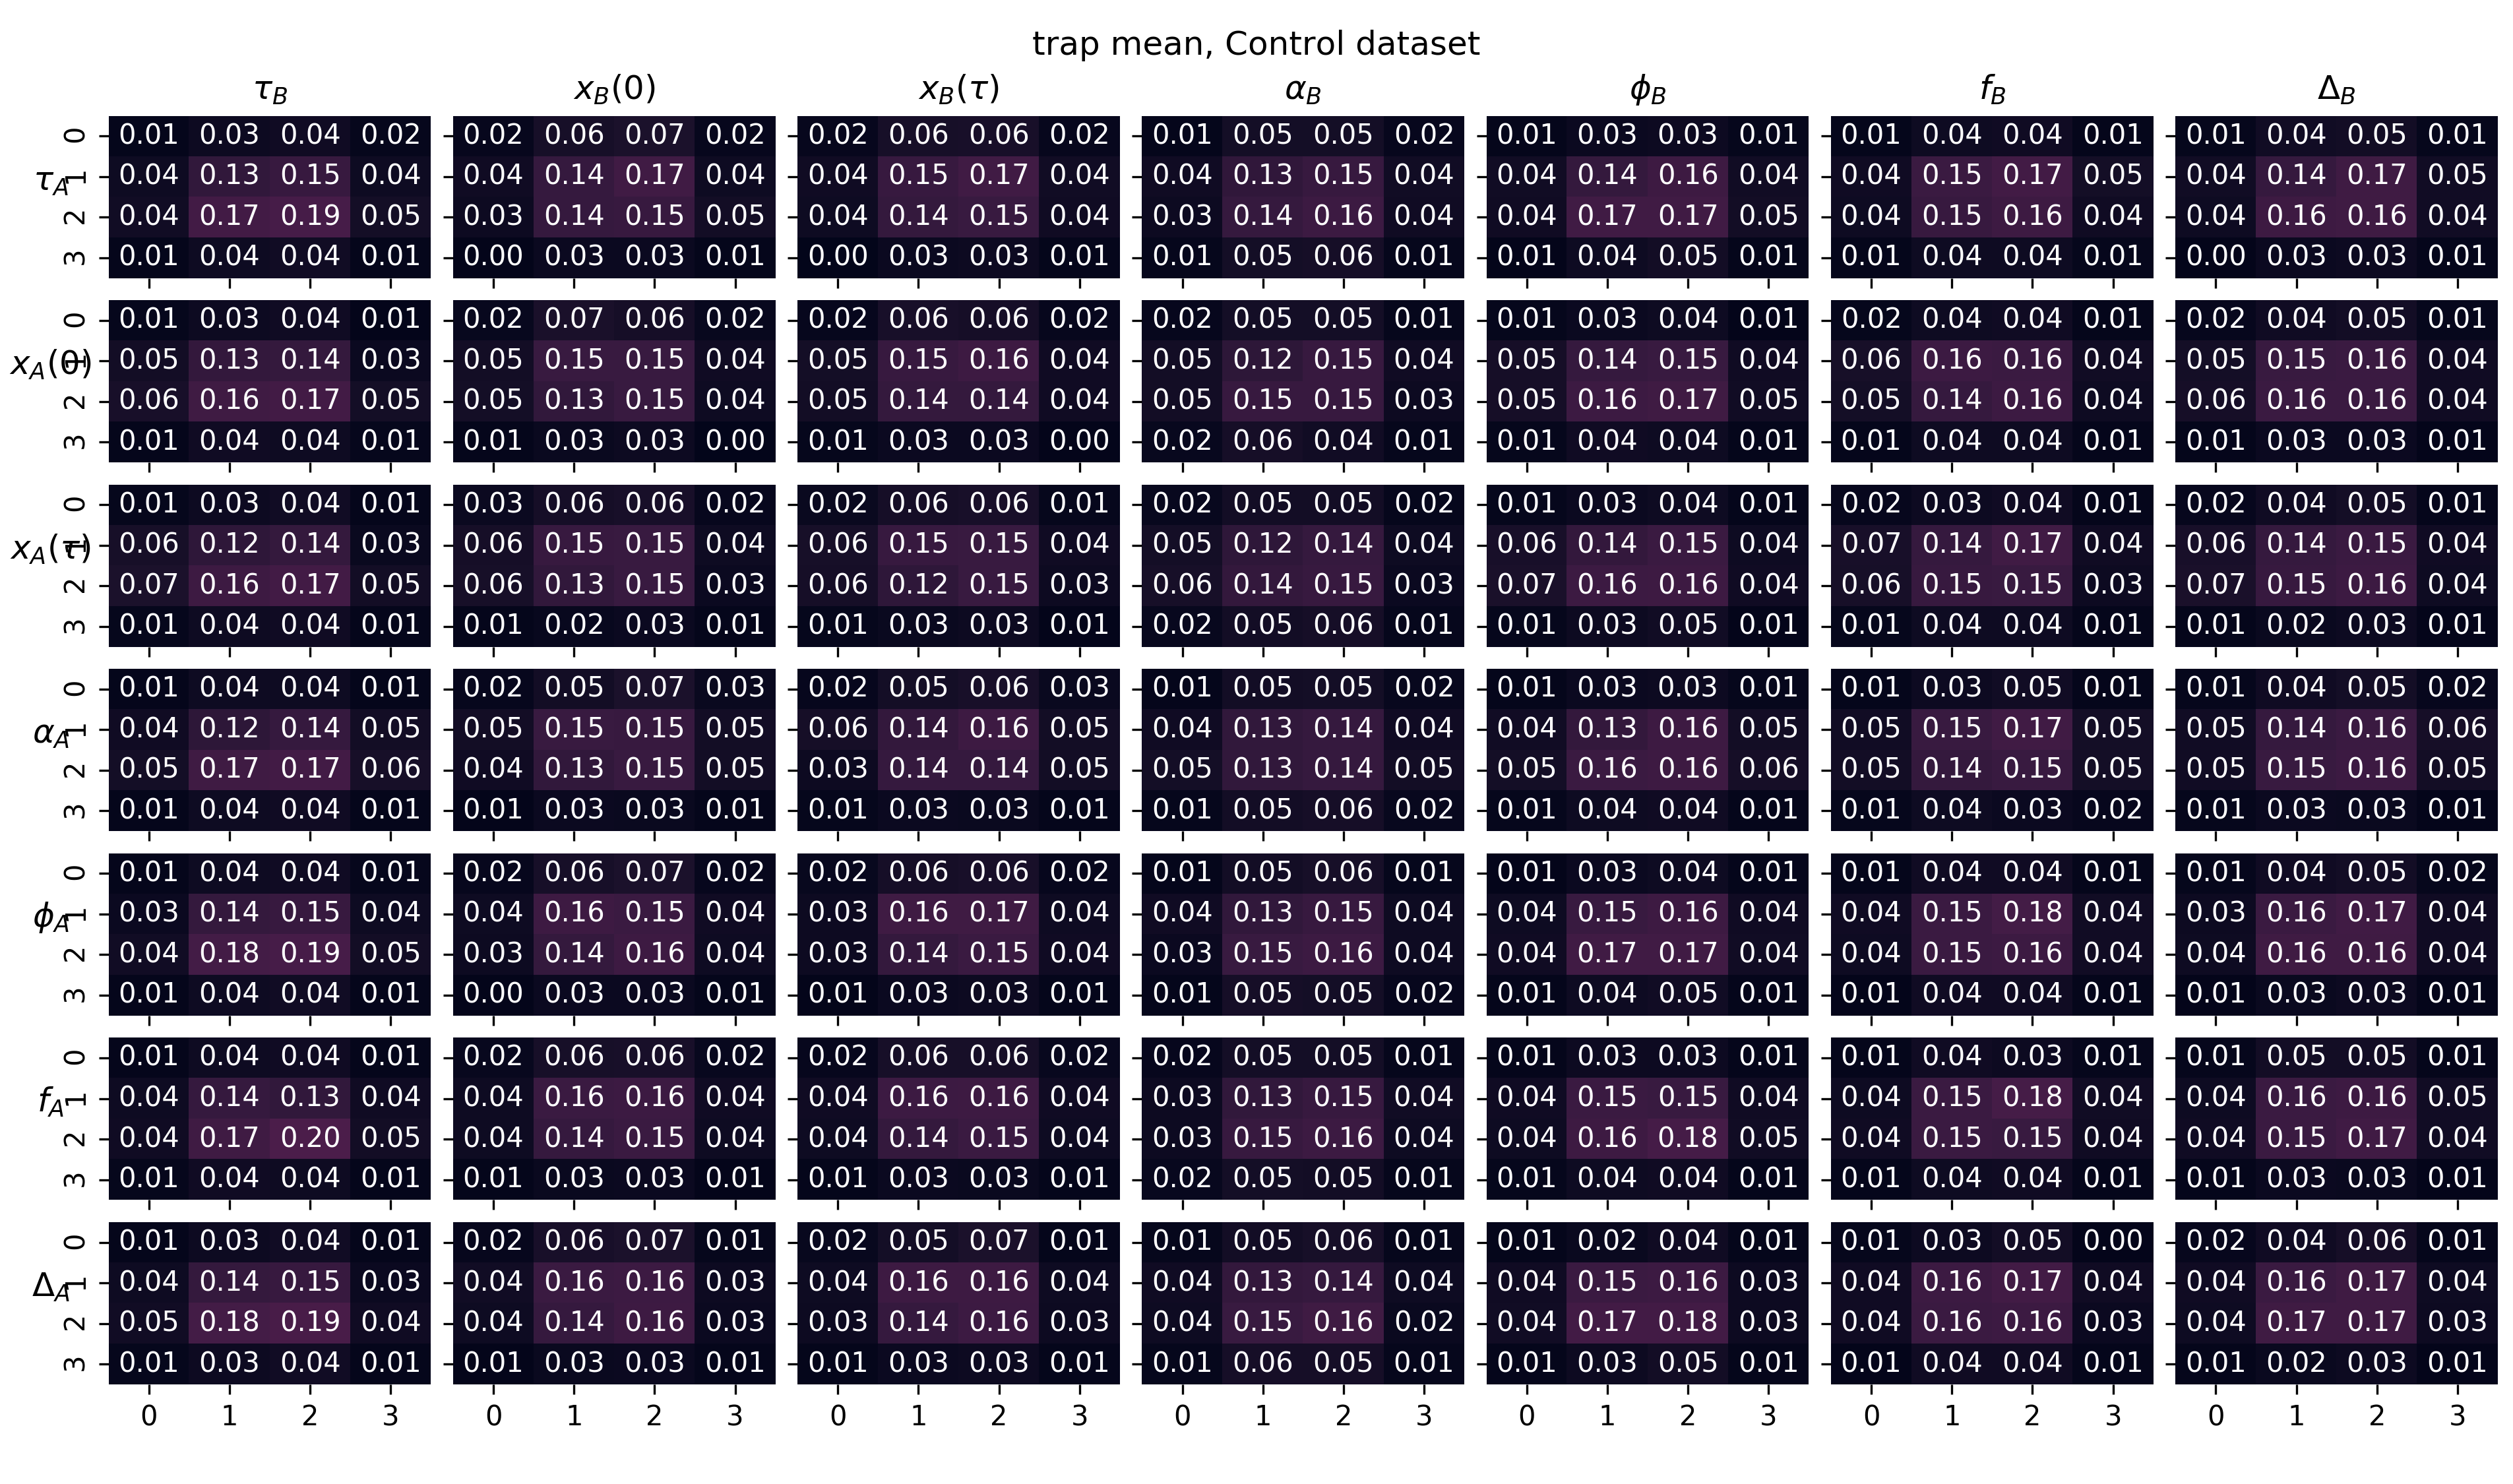 trap mean, Control dataset
τ_B x_B(0) x_B(τ) α_B ϕ_B f_B Δ_B
0 0.01 0.03 0.04 0.02 0.02 0.06 0.07 0.02 0.02 0.06 0.06 0.02 0.01 0.05 0.05 0.02 0.01 0.03 0.03 0.01 0.01 0.04 0.04 0.01 0.01 0.04 0.05 0.01
τ_A 1 0.04 0.13 0.15 0.04 0.04 0.14 0.17 0.04 0.04 0.15 0.17 0.04 0.04 0.13 0.15 0.04 0.04 0.14 0.16 0.04 0.04 0.15 0.17 0.05 0.04 0.14 0.17 0.05
2 0.04 0.17 0.19 0.05 0.03 0.14 0.15 0.05 0.04 0.14 0.15 0.04 0.03 0.14 0.16 0.04 0.04 0.17 0.17 0.05 0.04 0.15 0.16 0.04 0.04 0.16 0.16 0.04
3 0.01 0.04 0.04 0.01 0.00 0.03 0.03 0.01 0.00 0.03 0.03 0.01 0.01 0.05 0.06 0.01 0.01 0.04 0.05 0.01 0.01 0.04 0.04 0.01 0.00 0.03 0.03 0.01
0 0.01 0.03 0.04 0.01 0.02 0.07 0.06 0.02 0.02 0.06 0.06 0.02 0.02 0.05 0.05 0.01 0.01 0.03 0.04 0.01 0.02 0.04 0.04 0.01 0.02 0.04 0.05 0.01
x_A(0) 1 0.05 0.13 0.14 0.03 0.05 0.15 0.15 0.04 0.05 0.15 0.16 0.04 0.05 0.12 0.15 0.04 0.05 0.14 0.15 0.04 0.06 0.16 0.16 0.04 0.05 0.15 0.16 0.04
2 0.06 0.16 0.17 0.05 0.05 0.13 0.15 0.04 0.05 0.14 0.14 0.04 0.05 0.15 0.15 0.03 0.05 0.16 0.17 0.05 0.05 0.14 0.16 0.04 0.06 0.16 0.16 0.04
3 0.01 0.04 0.04 0.01 0.01 0.03 0.03 0.00 0.01 0.03 0.03 0.00 0.02 0.06 0.04 0.01 0.01 0.04 0.04 0.01 0.01 0.04 0.04 0.01 0.01 0.03 0.03 0.01
0 0.01 0.03 0.04 0.01 0.03 0.06 0.06 0.02 0.02 0.06 0.06 0.01 0.02 0.05 0.05 0.02 0.01 0.03 0.04 0.01 0.02 0.03 0.04 0.01 0.02 0.04 0.05 0.01
x_A(τ) 1 0.06 0.12 0.14 0.03 0.06 0.15 0.15 0.04 0.06 0.15 0.15 0.04 0.05 0.12 0.14 0.04 0.06 0.14 0.15 0.04 0.07 0.14 0.17 0.04 0.06 0.14 0.15 0.04
2 0.07 0.16 0.17 0.05 0.06 0.13 0.15 0.03 0.06 0.12 0.15 0.03 0.06 0.14 0.15 0.03 0.07 0.16 0.16 0.04 0.06 0.15 0.15 0.03 0.07 0.15 0.16 0.04
3 0.01 0.04 0.04 0.01 0.01 0.02 0.03 0.01 0.01 0.03 0.03 0.01 0.02 0.05 0.06 0.01 0.01 0.03 0.05 0.01 0.01 0.04 0.04 0.01 0.01 0.02 0.03 0.01
0 0.01 0.04 0.04 0.01 0.02 0.05 0.07 0.03 0.02 0.05 0.06 0.03 0.01 0.05 0.05 0.02 0.01 0.03 0.03 0.01 0.01 0.03 0.05 0.01 0.01 0.04 0.05 0.02
α_A 1 0.04 0.12 0.14 0.05 0.05 0.15 0.15 0.05 0.06 0.14 0.16 0.05 0.04 0.13 0.14 0.04 0.04 0.13 0.16 0.05 0.05 0.15 0.17 0.05 0.05 0.14 0.16 0.06
2 0.05 0.17 0.17 0.06 0.04 0.13 0.15 0.05 0.03 0.14 0.14 0.05 0.05 0.13 0.14 0.05 0.05 0.16 0.16 0.06 0.05 0.14 0.15 0.05 0.05 0.15 0.16 0.05
3 0.01 0.04 0.04 0.01 0.01 0.03 0.03 0.01 0.01 0.03 0.03 0.01 0.01 0.05 0.06 0.02 0.01 0.04 0.04 0.01 0.01 0.04 0.03 0.02 0.01 0.03 0.03 0.01
0 0.01 0.04 0.04 0.01 0.02 0.06 0.07 0.02 0.02 0.06 0.06 0.02 0.01 0.05 0.06 0.01 0.01 0.03 0.04 0.01 0.01 0.04 0.04 0.01 0.01 0.04 0.05 0.02
ϕ_A 1 0.03 0.14 0.15 0.04 0.04 0.16 0.15 0.04 0.03 0.16 0.17 0.04 0.04 0.13 0.15 0.04 0.04 0.15 0.16 0.04 0.04 0.15 0.18 0.04 0.03 0.16 0.17 0.04
2 0.04 0.18 0.19 0.05 0.03 0.14 0.16 0.04 0.03 0.14 0.15 0.04 0.03 0.15 0.16 0.04 0.04 0.17 0.17 0.04 0.04 0.15 0.16 0.04 0.04 0.16 0.16 0.04
3 0.01 0.04 0.04 0.01 0.00 0.03 0.03 0.01 0.01 0.03 0.03 0.01 0.01 0.05 0.05 0.02 0.01 0.04 0.05 0.01 0.01 0.04 0.04 0.01 0.01 0.03 0.03 0.01
0 0.01 0.04 0.04 0.01 0.02 0.06 0.06 0.02 0.02 0.06 0.06 0.02 0.02 0.05 0.05 0.01 0.01 0.03 0.03 0.01 0.01 0.04 0.03 0.01 0.01 0.05 0.05 0.01
f_A 1 0.04 0.14 0.13 0.04 0.04 0.16 0.16 0.04 0.04 0.16 0.16 0.04 0.03 0.13 0.15 0.04 0.04 0.15 0.15 0.04 0.04 0.15 0.18 0.04 0.04 0.16 0.16 0.05
2 0.04 0.17 0.20 0.05 0.04 0.14 0.15 0.04 0.04 0.14 0.15 0.04 0.03 0.15 0.16 0.04 0.04 0.16 0.18 0.05 0.04 0.15 0.15 0.04 0.04 0.15 0.17 0.04
3 0.01 0.04 0.04 0.01 0.01 0.03 0.03 0.01 0.01 0.03 0.03 0.01 0.02 0.05 0.05 0.01 0.01 0.04 0.04 0.01 0.01 0.04 0.04 0.01 0.01 0.03 0.03 0.01
0 0.01 0.03 0.04 0.01 0.02 0.06 0.07 0.01 0.02 0.05 0.07 0.01 0.01 0.05 0.06 0.01 0.01 0.02 0.04 0.01 0.01 0.03 0.05 0.00 0.02 0.04 0.06 0.01
Δ_A 1 0.04 0.14 0.15 0.03 0.04 0.16 0.16 0.03 0.04 0.16 0.16 0.04 0.04 0.13 0.14 0.04 0.04 0.15 0.16 0.03 0.04 0.16 0.17 0.04 0.04 0.16 0.17 0.04
2 0.05 0.18 0.19 0.04 0.04 0.14 0.16 0.03 0.03 0.14 0.16 0.03 0.04 0.15 0.16 0.02 0.04 0.17 0.18 0.03 0.04 0.16 0.16 0.03 0.04 0.17 0.17 0.03
3 0.01 0.03 0.04 0.01 0.01 0.03 0.03 0.01 0.01 0.03 0.03 0.01 0.01 0.06 0.05 0.01 0.01 0.03 0.05 0.01 0.01 0.04 0.04 0.01 0.01 0.02 0.03 0.01
0 1 2 3 0 1 2 3 0 1 2 3 0 1 2 3 0 1 2 3 0 1 2 3 0 1 2 3